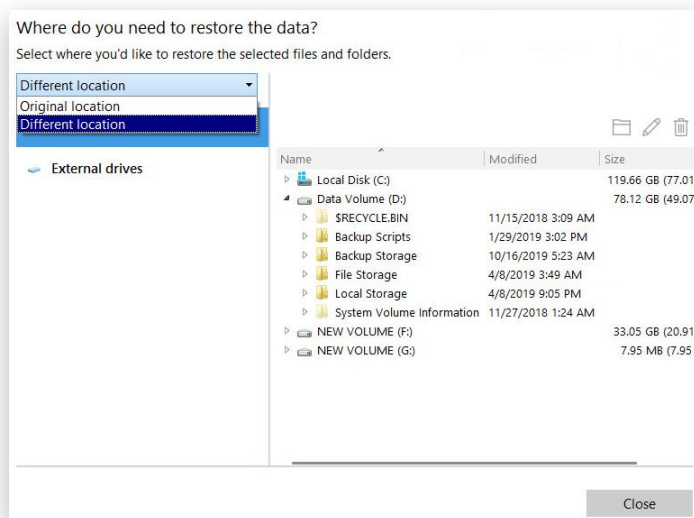 Where do you need to restore the data?
Select where you'd like to restore the selected files and folders.
Different location
Original location
Different location
External drives
Name Modified Size
Local Disk (C:) 119.66 GB (77.01
Data Volume (D:) 78.12 GB (49.07
$RECYCLE.BIN 11/15/2018 3:09 AM
Backup Scripts 1/29/2019 3:02 PM
Backup Storage 10/16/2019 5:23 AM
File Storage 4/8/2019 3:49 AM
Local Storage 4/8/2019 9:05 PM
System Volume Information 11/27/2018 1:24 AM
NEW VOLUME (F:) 33.05 GB (20.91
NEW VOLUME (G:) 7.95 MB (7.95
Close